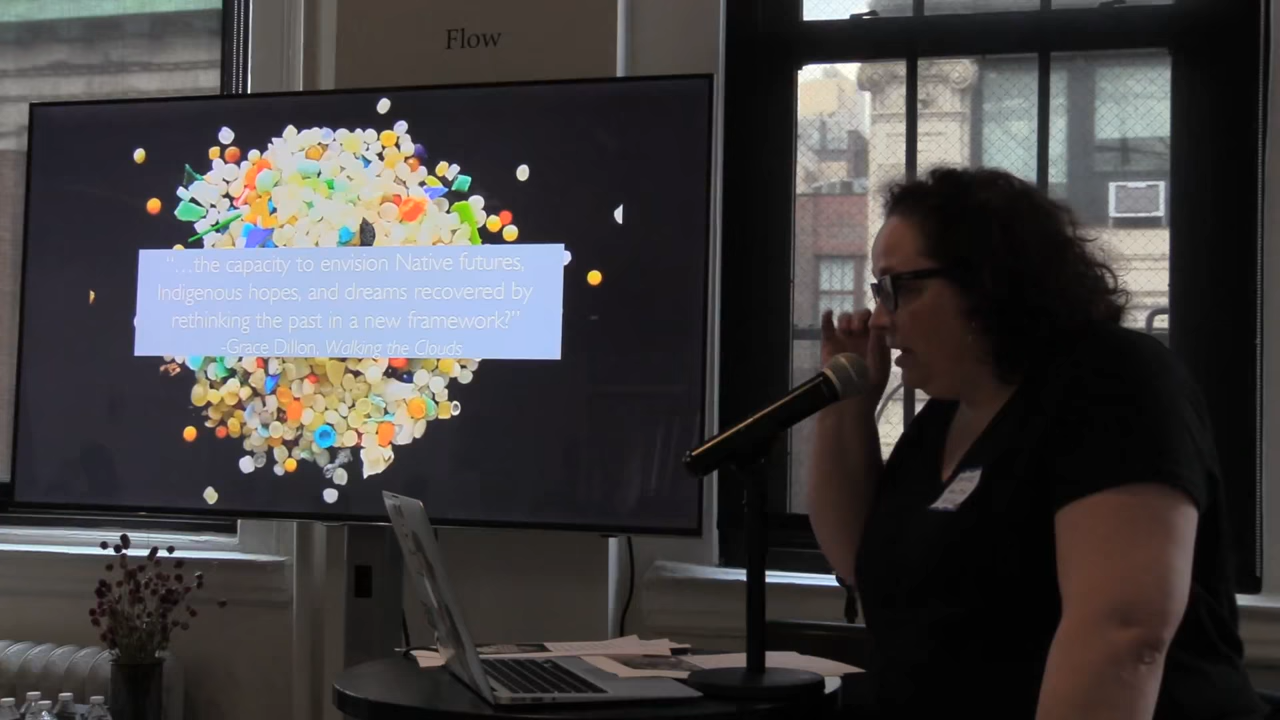 Flow
"...the capacity to envision Native futures,
Indigenous hopes, and dreams recovered by
rethinking the past in a new framework?"
-Grace Dillon, Walking the Clouds